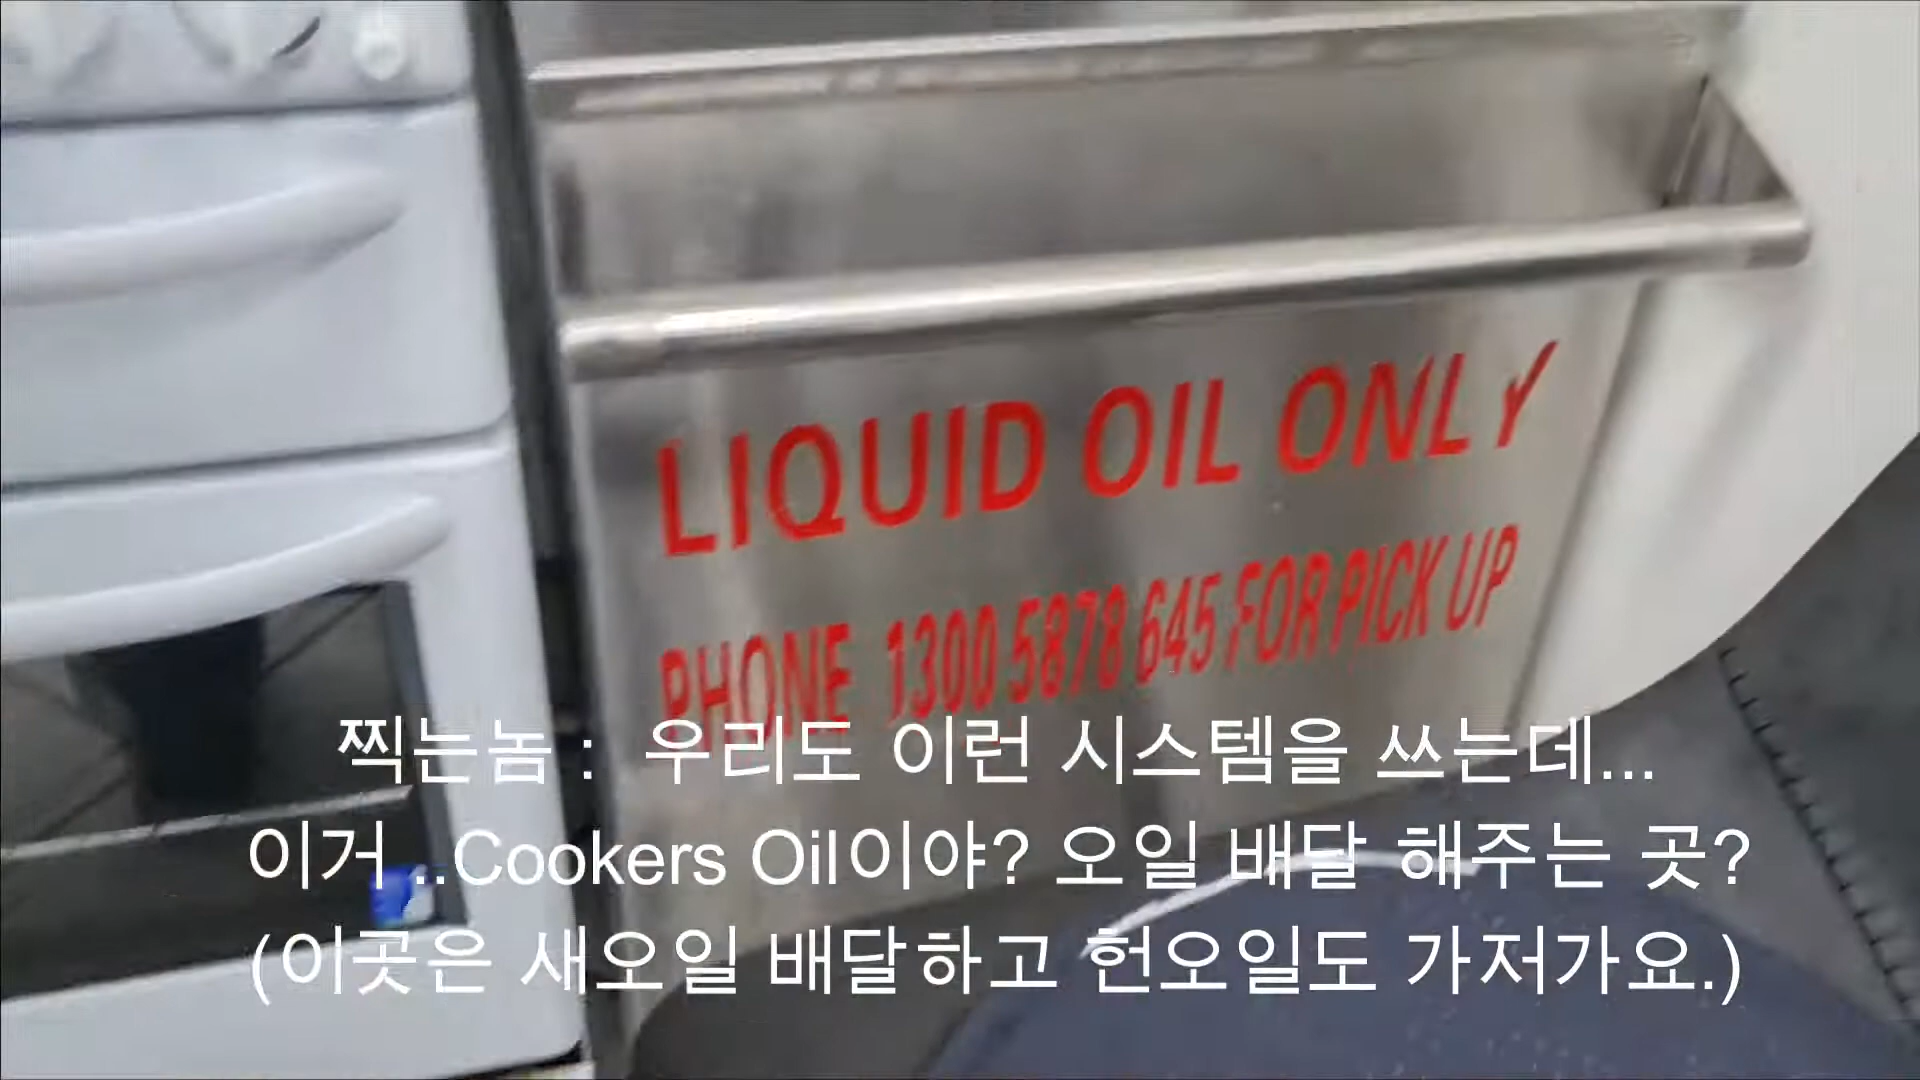 LIQUID OIL ONLY
PHONE 1300 5878 645 FOR PICK UP
찍는놈 : 우리도 이런 시스템을 쓰는데...
이거 ..Cookers Oil이야? 오일 배달 해주는 곳?
(이곳은 새오일 배달하고 헌오일도 가저가요.)